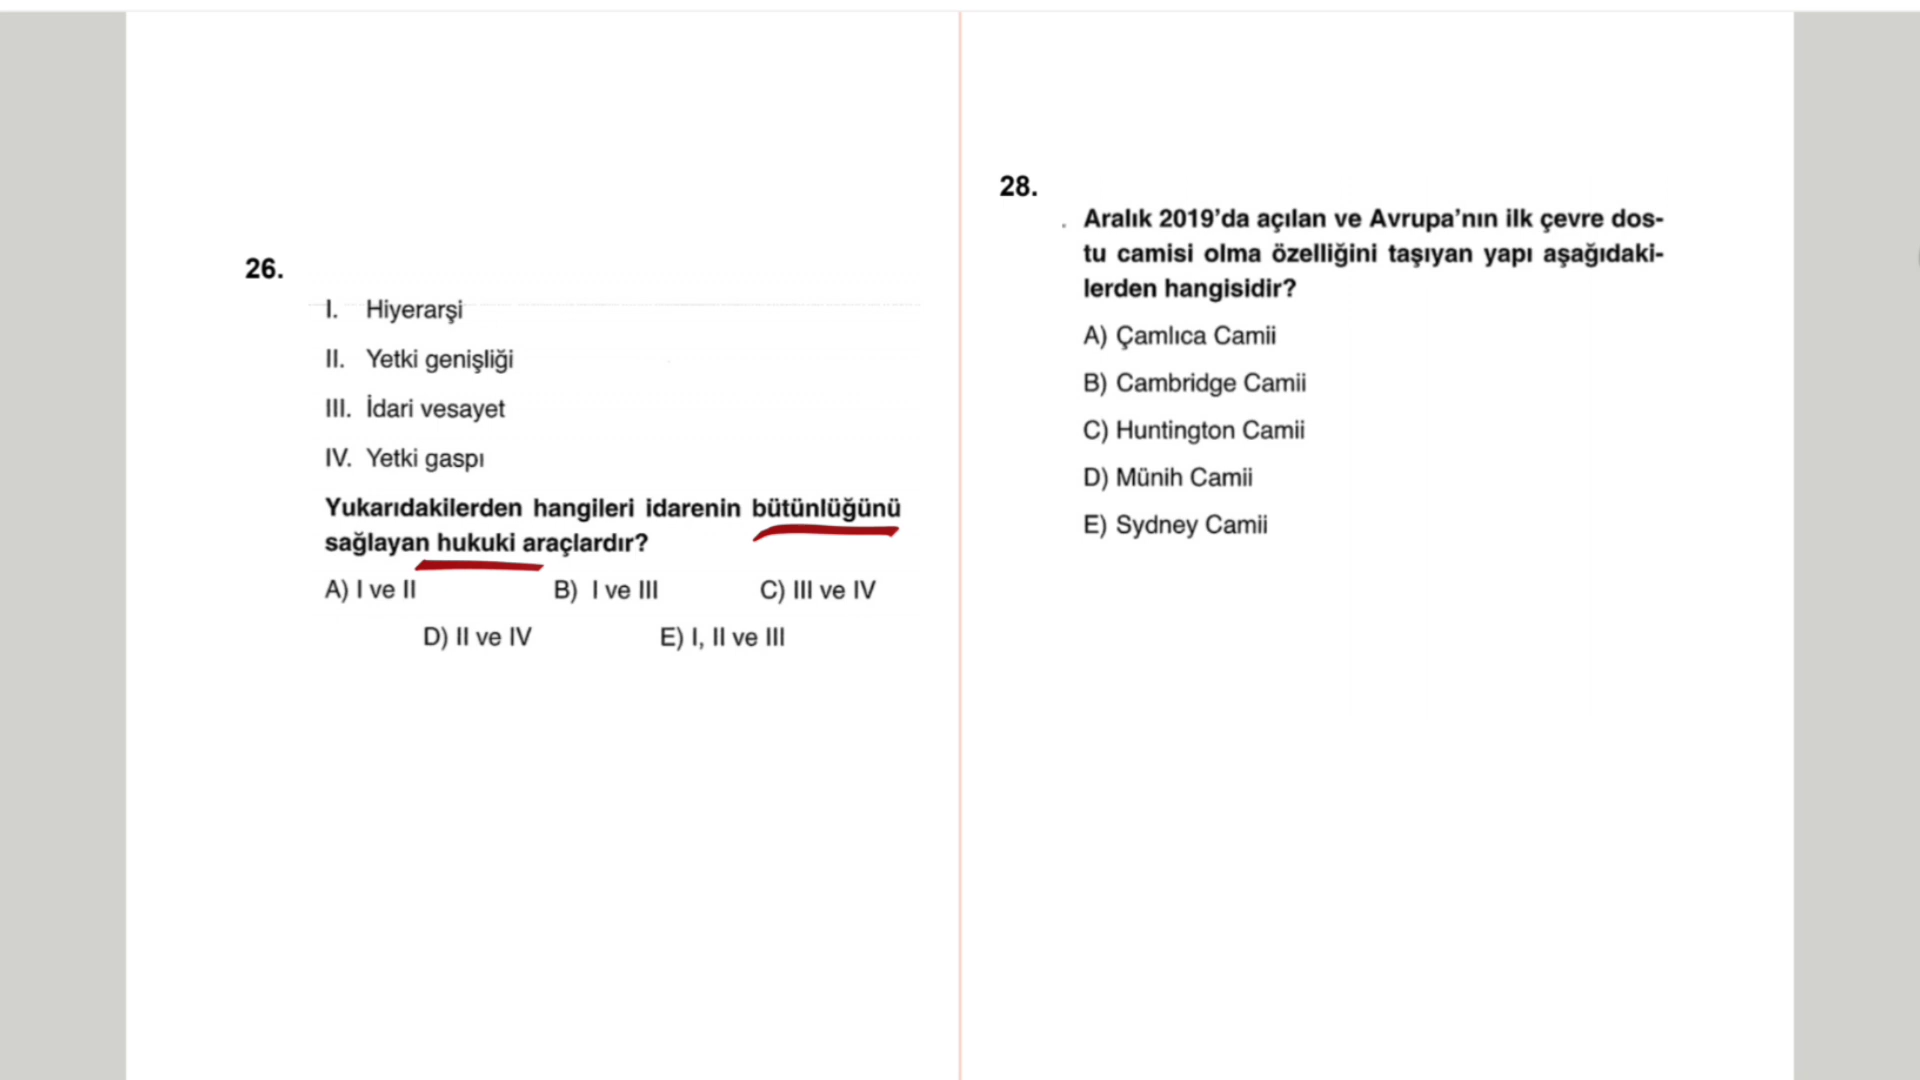 26.
I. Hiyerarşi
II. Yetki genişliği
III. İdari vesayet
IV. Yetki gaspı
Yukarıdakilerden hangileri idarenin bütünlüğünü
sağlayan hukuki araçlardır?
A) I ve II B) I ve III C) III ve IV
D) II ve IV E) I, II ve III
28.
Aralık 2019’da açılan ve Avrupa’nın ilk çevre dos-
tu camisi olma özelliğini taşıyan yapı aşağıdaki-
lerden hangisidir?
A) Çamlıca Camii
B) Cambridge Camii
C) Huntington Camii
D) Münih Camii
E) Sydney Camii